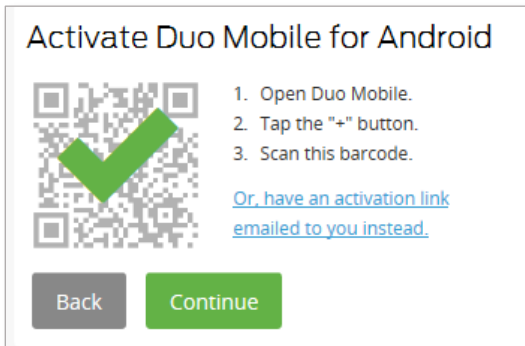 Activate Duo Mobile for Android
1. Open Duo Mobile.
2. Tap the "+" button.
3. Scan this barcode.
Or, have an activation link
emailed to you instead.
Back
Continue